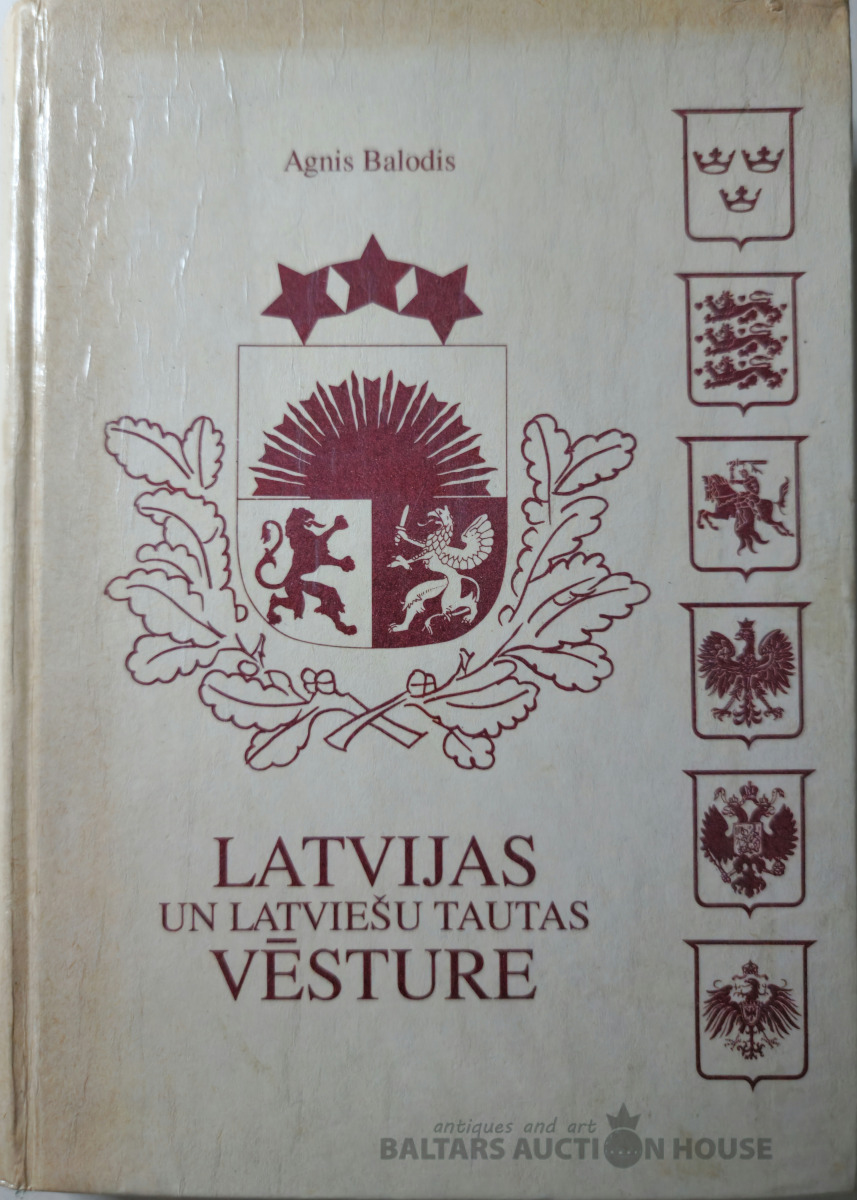 Agnis Balodis
LATVIJAS
UN LATVIEŠU TAUTAS
VĒSTURE
antiques and art
BALTARS AUCTION HOUSE